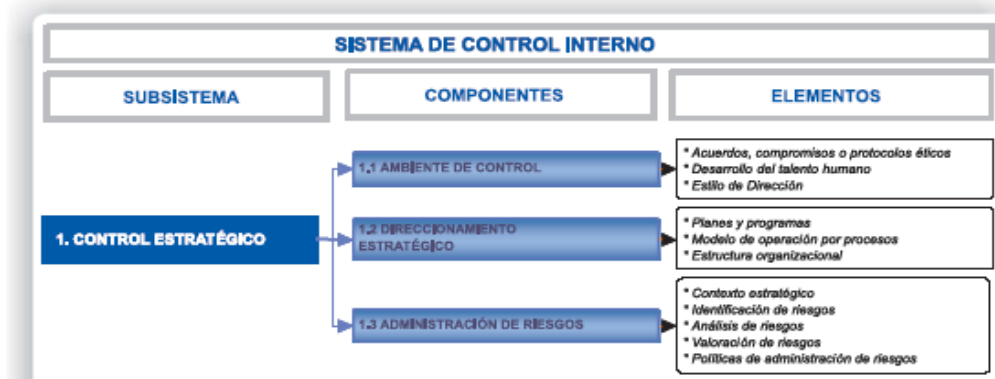 SISTEMA DE CONTROL INTERNO
SUBSISTEMA
COMPONENTES
ELEMENTOS
1. CONTROL ESTRATÉGICO
1.1 AMBIENTE DE CONTROL
* Acuerdos, compromisos o protocolos éticos
* Desarrollo del talento humano
* Estilo de Dirección
1.2 DIRECCIONAMIENTO
ESTRATÉGICO
* Planes y programas
* Modelo de operación por procesos
* Estructura organizacional
1.3 ADMINISTRACIÓN DE RIESGOS
* Contexto estratégico
* Identificación de riesgos
* Análisis de riesgos
* Valoración de riesgos
* Políticas de administración de riesgos